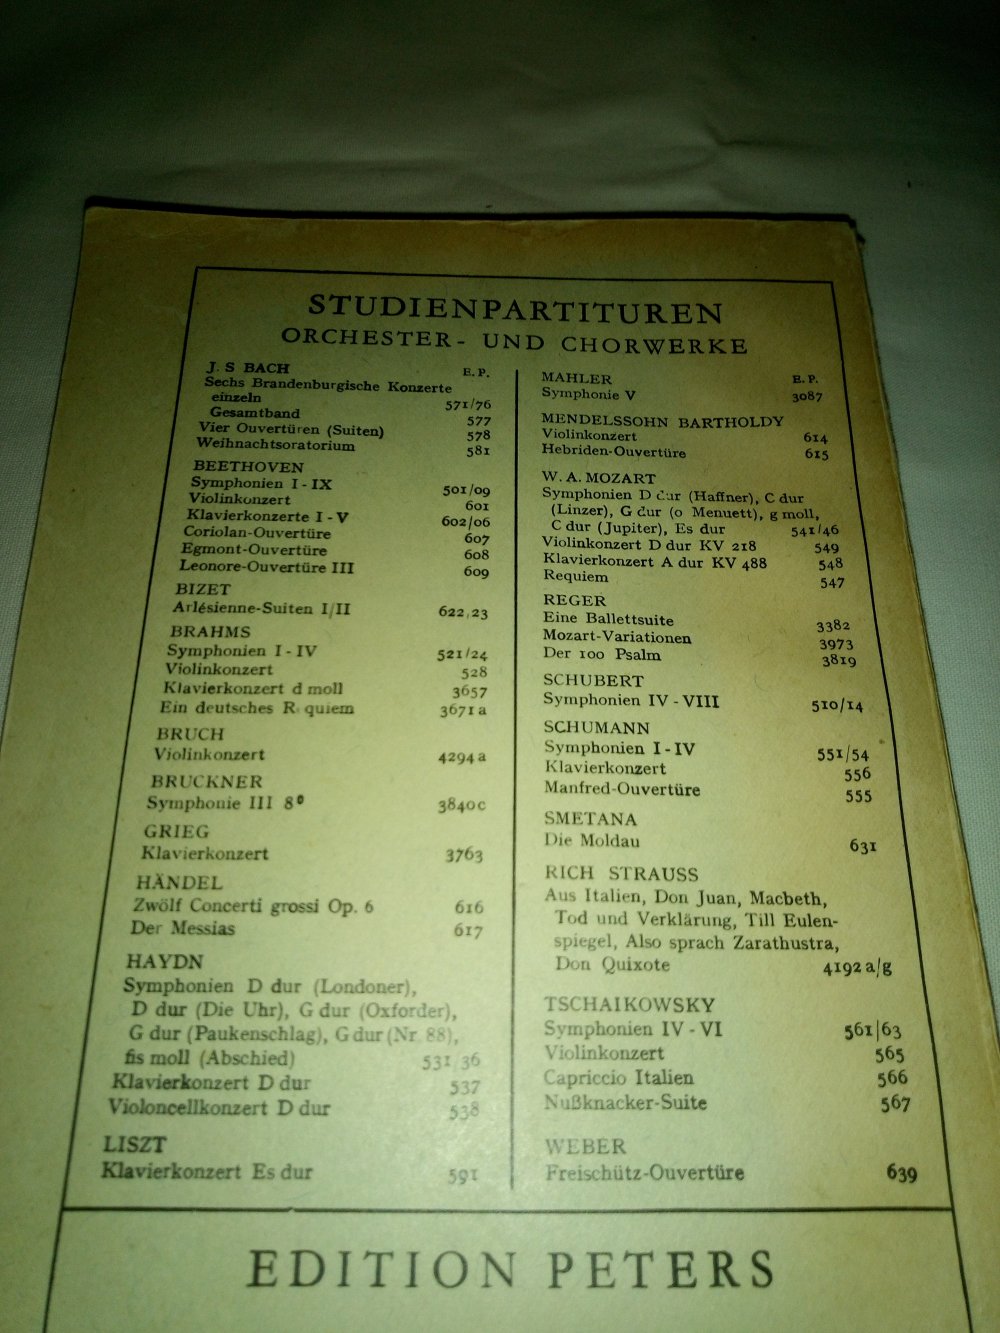 STUDIENPARTITUREN
ORCHESTER- UND CHORWERKE
J. S BACH E. P.
Sechs Brandenburgische Konzerte
einzeln 571/76
Gesamtband 577
Vier Ouvertüren (Suiten) 578
Weihnachtsoratorium 581
BEETHOVEN
Symphonien I - IX 501/09
Violinkonzert 601
Klavierkonzerte I - V 602/06
Coriolan-Ouvertüre 607
Egmont-Ouvertüre 608
Leonore-Ouvertüre III 609
BIZET
Arlésienne-Suiten I/II 622/23
BRAHMS
Symphonien I - IV 521/24
Violinkonzert 528
Klavierkonzert d moll 3657
Ein deutsches R quiem 3671 a
BRUCH
Violinkonzert 4294 a
BRUCKNER
Symphonie III 8° 3840c
GRIEG
Klavierkonzert 3763
HÄNDEL
Zwölf Concerti grossi Op. 6 616
Der Messias 617
HAYDN
Symphonien D dur (Londoner),
D dur (Die Uhr), G dur (Oxforder),
G dur (Paukenschlag), G dur (Nr 88),
fis moll (Abschied) 531 36
Klavierkonzert D dur 537
Violoncellkonzert D dur 538
LISZT
Klavierkonzert Es dur 591
MAHLER E. P.
Symphonie V 3087
MENDELSSOHN BARTHOLDY
Violinkonzert 614
Hebriden-Ouvertüre 615
W. A. MOZART
Symphonien D dur (Haffner), C dur
(Linzer), G dur (o Menuett), g moll,
C dur (Jupiter), Es dur 541/46
Violinkonzert D dur KV 218 549
Klavierkonzert A dur KV 488 548
Requiem 547
REGER
Eine Ballettsuite 3382
Mozart-Variationen 3973
Der 100 Psalm 3819
SCHUBERT
Symphonien IV - VIII 510/14
SCHUMANN
Symphonien I - IV 551/54
Klavierkonzert 556
Manfred-Ouvertüre 555
SMETANA
Die Moldau 631
RICH STRAUSS
Aus Italien, Don Juan, Macbeth,
Tod und Verklärung, Till Eulen-
spiegel, Also sprach Zarathustra,
Don Quixote 4192 a/g
TSCHAIKOWSKY
Symphonien IV - VI 561/63
Violinkonzert 565
Capriccio Italien 566
Nußknacker-Suite 567
WEBER
Freischütz-Ouvertüre 639
EDITION PETERS